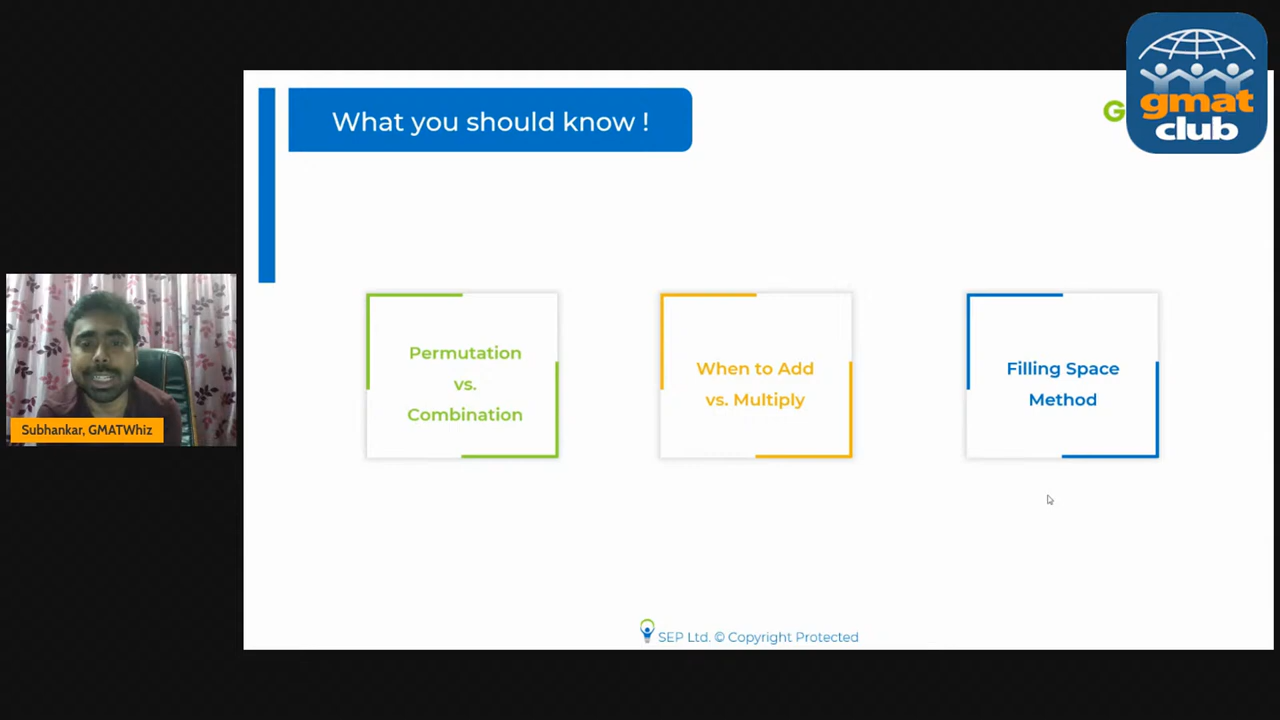 What you should know !
G
gmat
club
Permutation
vs.
Combination
When to Add
vs. Multiply
Filling Space
Method
Subhankar, GMATWhiz
SEP Ltd. © Copyright Protected